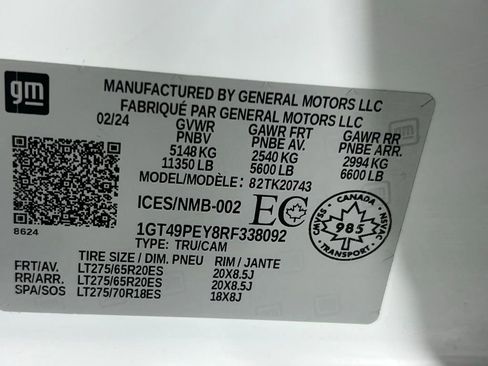 gm
MANUFACTURED BY GENERAL MOTORS LLC
FABRIQUÉ PAR GENERAL MOTORS LLC
02/24 GVWR GAWR FRT GAWR RR
PNBV PNBE AV. PNBE ARR.
5148 KG 2540 KG 2994 KG
11350 LB 5600 LB 6600 LB
MODEL/MODÈLE: 82TK20743
ICES/NMB-002 EC
8624 1GT49PEY8RF338092
TYPE: TRU/CAM
TIRE SIZE / DIM. PNEU RIM / JANTE
FRT/AV. LT275/65R20ES 20X8.5J
RR/ARR. LT275/65R20ES 20X8.5J
SPA/SOS LT275/70R18ES 18X8J
CANADA
CMVSS 985 NSVAC
TRANSPORT